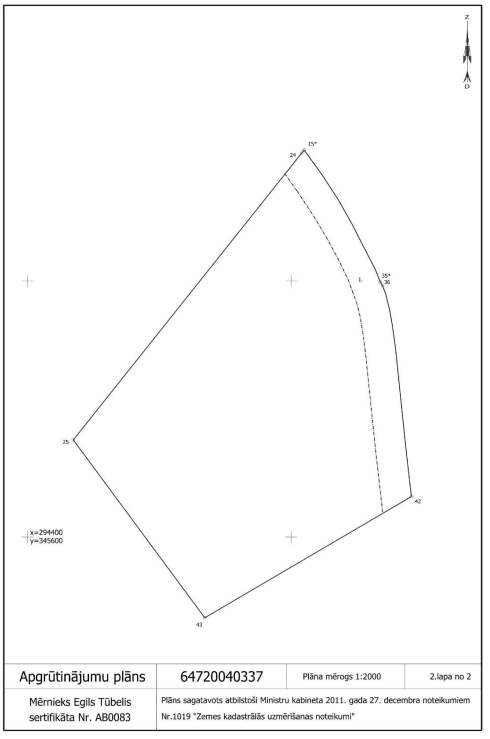 Z
D
15*
24
35*
1.
36
25
42
x=294400
y=345600
43
Apgrūtinājumu plāns
64720040337
Plāna mērogs 1:2000
2.lapa no 2
Mērnieks Egils Tūbelis
sertifikāta Nr. AB0083
Plāns sagatavots atbilstoši Ministru kabineta 2011. gada 27. decembra noteikumiem
Nr.1019 "Zemes kadastrālās uzmērīšanas noteikumi"